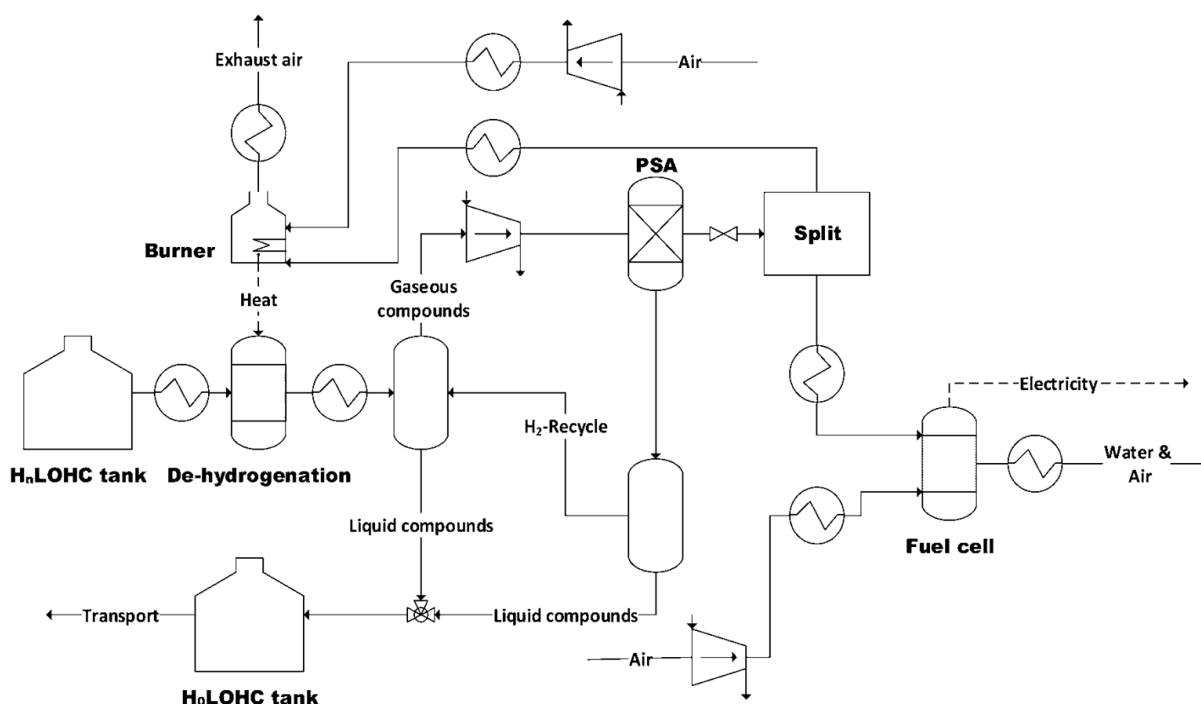 Exhaust air
Air
PSA
Split
Burner
Heat
Gaseous
compounds
Electricity
H₂-Recycle
Water &
Air
HₙLOHC tank
De-hydrogenation
Liquid compounds
Fuel cell
Transport
Liquid compounds
Air
H₀LOHC tank